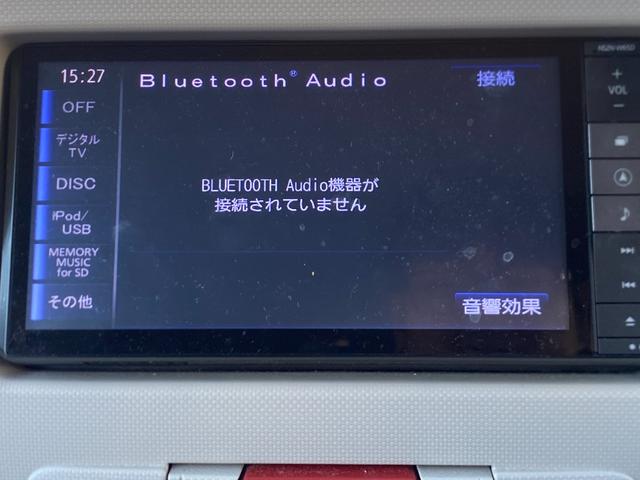 NSZN-W65D
15:27
Bluetooth® Audio
接続
OFF
デジタル
TV
DISC
iPod/
USB
MEMORY
MUSIC
for SD
その他
BLUETOOTH Audio機器が
接続されていません
音響効果
+
VOL
-